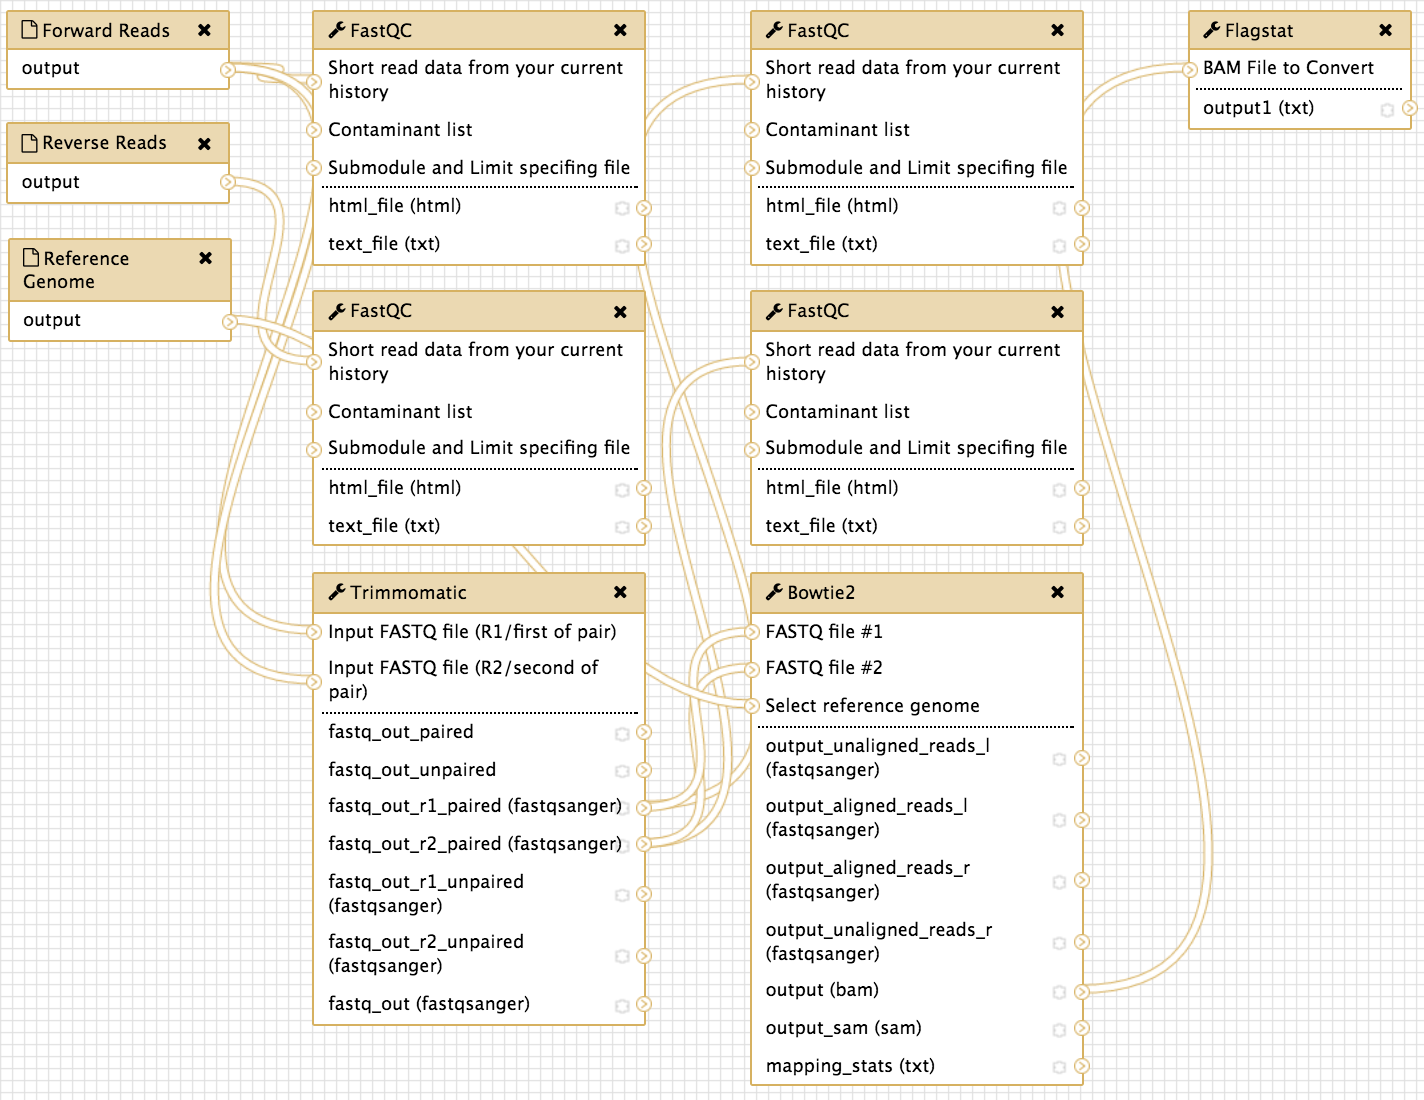 Forward Reads
output
Reverse Reads
output
Reference
Genome
output
FastQC
Short read data from your current
history
Contaminant list
Submodule and Limit specifing file
html_file (html)
text_file (txt)
FastQC
Short read data from your current
history
Contaminant list
Submodule and Limit specifing file
html_file (html)
text_file (txt)
Trimmomatic
Input FASTQ file (R1/first of pair)
Input FASTQ file (R2/second of
pair)
fastq_out_paired
fastq_out_unpaired
fastq_out_r1_paired (fastqsanger)
fastq_out_r2_paired (fastqsanger)
fastq_out_r1_unpaired
(fastqsanger)
fastq_out_r2_unpaired
(fastqsanger)
fastq_out (fastqsanger)
FastQC
Short read data from your current
history
Contaminant list
Submodule and Limit specifing file
html_file (html)
text_file (txt)
FastQC
Short read data from your current
history
Contaminant list
Submodule and Limit specifing file
html_file (html)
text_file (txt)
Bowtie2
FASTQ file #1
FASTQ file #2
Select reference genome
output_unaligned_reads_l
(fastqsanger)
output_aligned_reads_l
(fastqsanger)
output_aligned_reads_r
(fastqsanger)
output_unaligned_reads_r
(fastqsanger)
output (bam)
output_sam (sam)
mapping_stats (txt)
Flagstat
BAM File to Convert
output1 (txt)